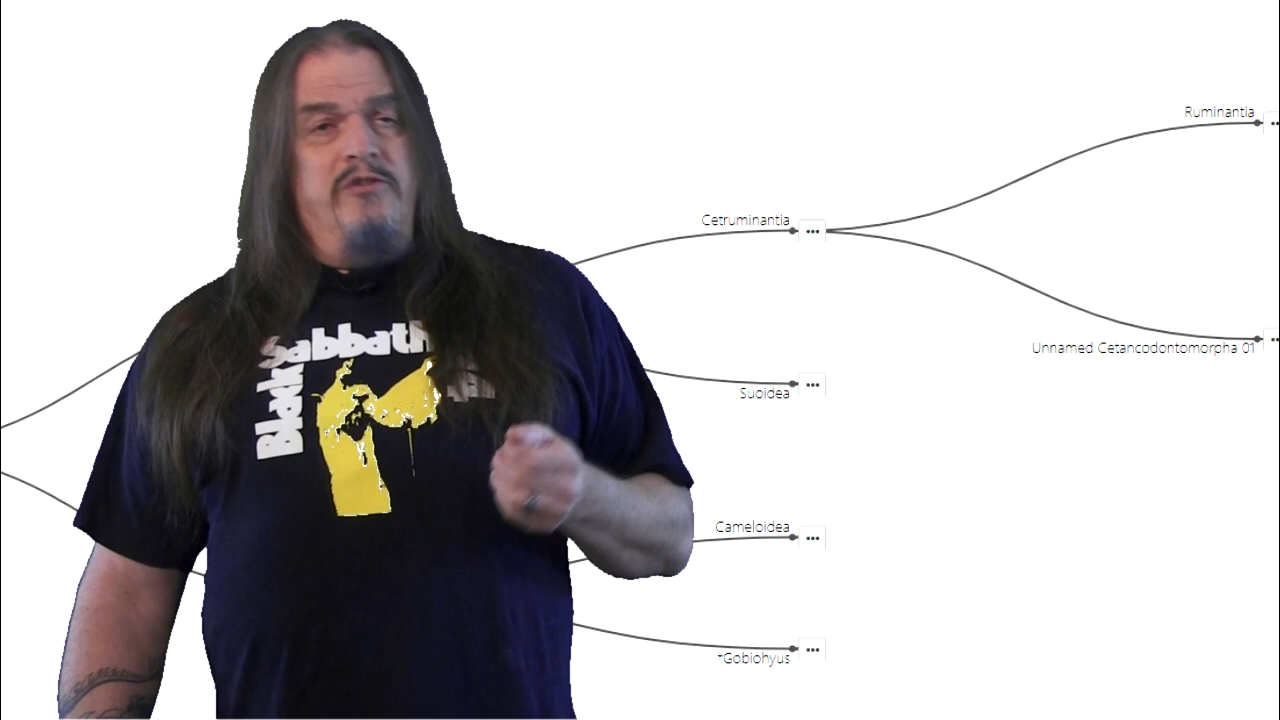 Ruminantia
Cetruminantia
Unnamed Cetancodontomorpha 01
Suoidea
Cameloidea
†Gobiohyus
Black
Sabbath